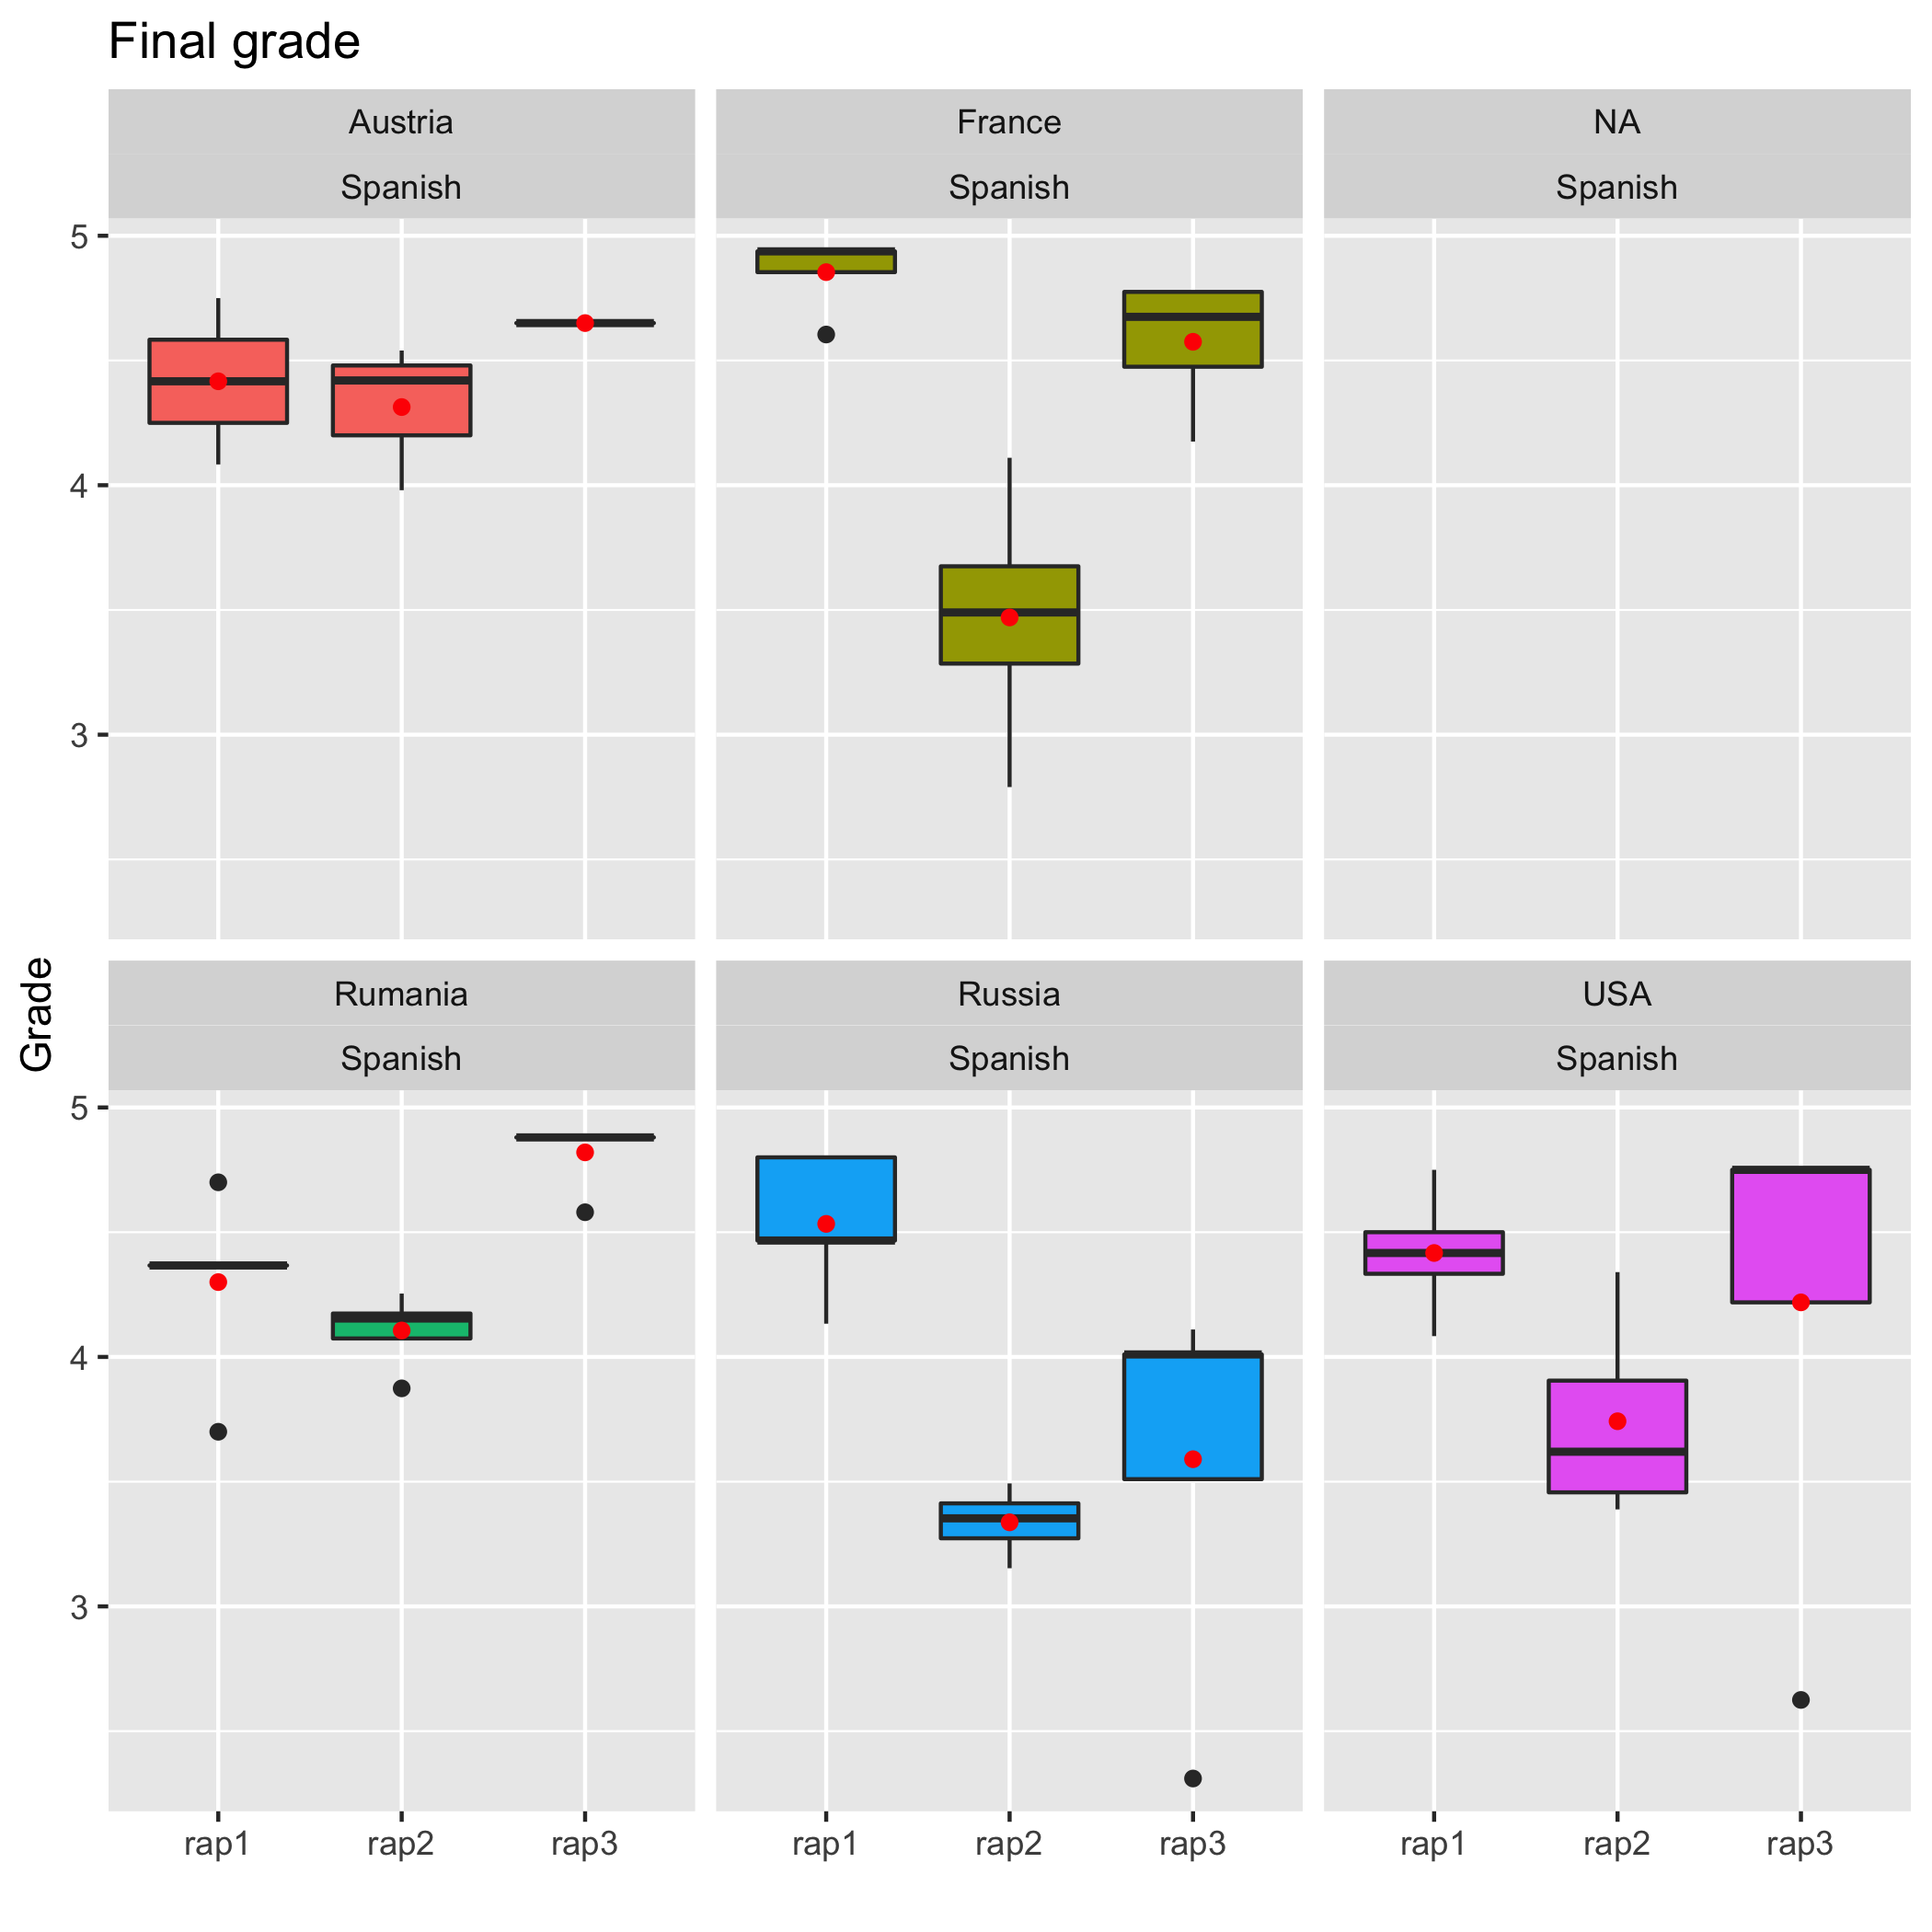 Final grade
Austria
France
NA
Spanish
Spanish
Spanish
5
4
3
Grade
Rumania
Russia
USA
Spanish
Spanish
Spanish
5
4
3
rap1
rap2
rap3
rap1
rap2
rap3
rap1
rap2
rap3